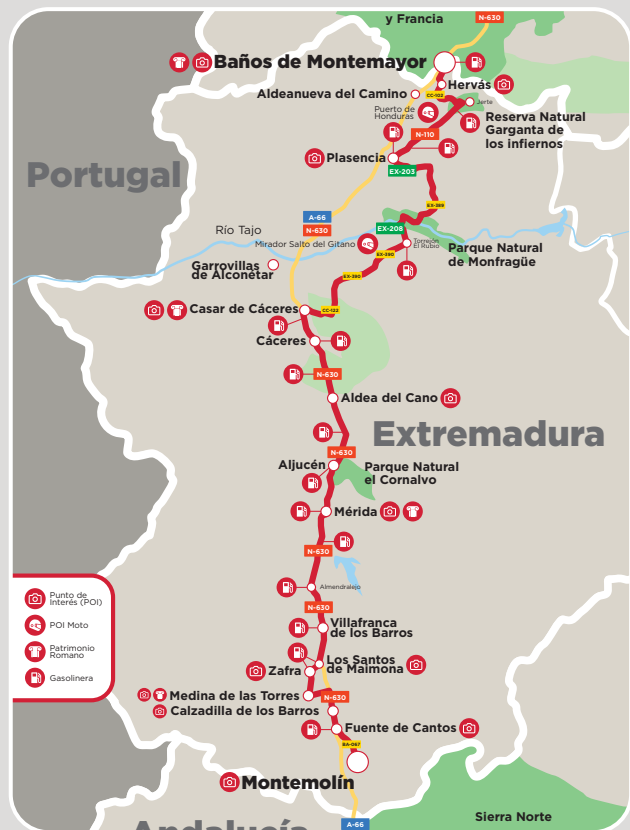 y Francia
N-630
Baños de Montemayor
Hervás
Aldeanueva del Camino
CC-102
Jerte
Puerto de
Honduras
Reserva Natural
Garganta de
los infiernos
N-110
Plasencia
EX-203
Portugal
EX-388
A-66
N-630
EX-208
Río Tajo
Mirador Salto del Gitano
Torrejón
El Rubio
Parque Natural
de Monfragüe
EX-390
Garrovillas
de Alconétar
EX-390
Casar de Cáceres
CC-122
Cáceres
N-630
Aldea del Cano
Extremadura
N-630
Aljucén
Parque Natural
el Cornalvo
Mérida
N-630
Almendralejo
N-630
Villafranca
de los Barros
Los Santos
de Maimona
Zafra
Medina de las Torres
N-630
Calzadilla de los Barros
Fuente de Cantos
BA-067
Montemolín
Andalucía
A-66
Sierra Norte
Punto de
Interés (POI)
POI Moto
Patrimonio
Romano
Gasolinera